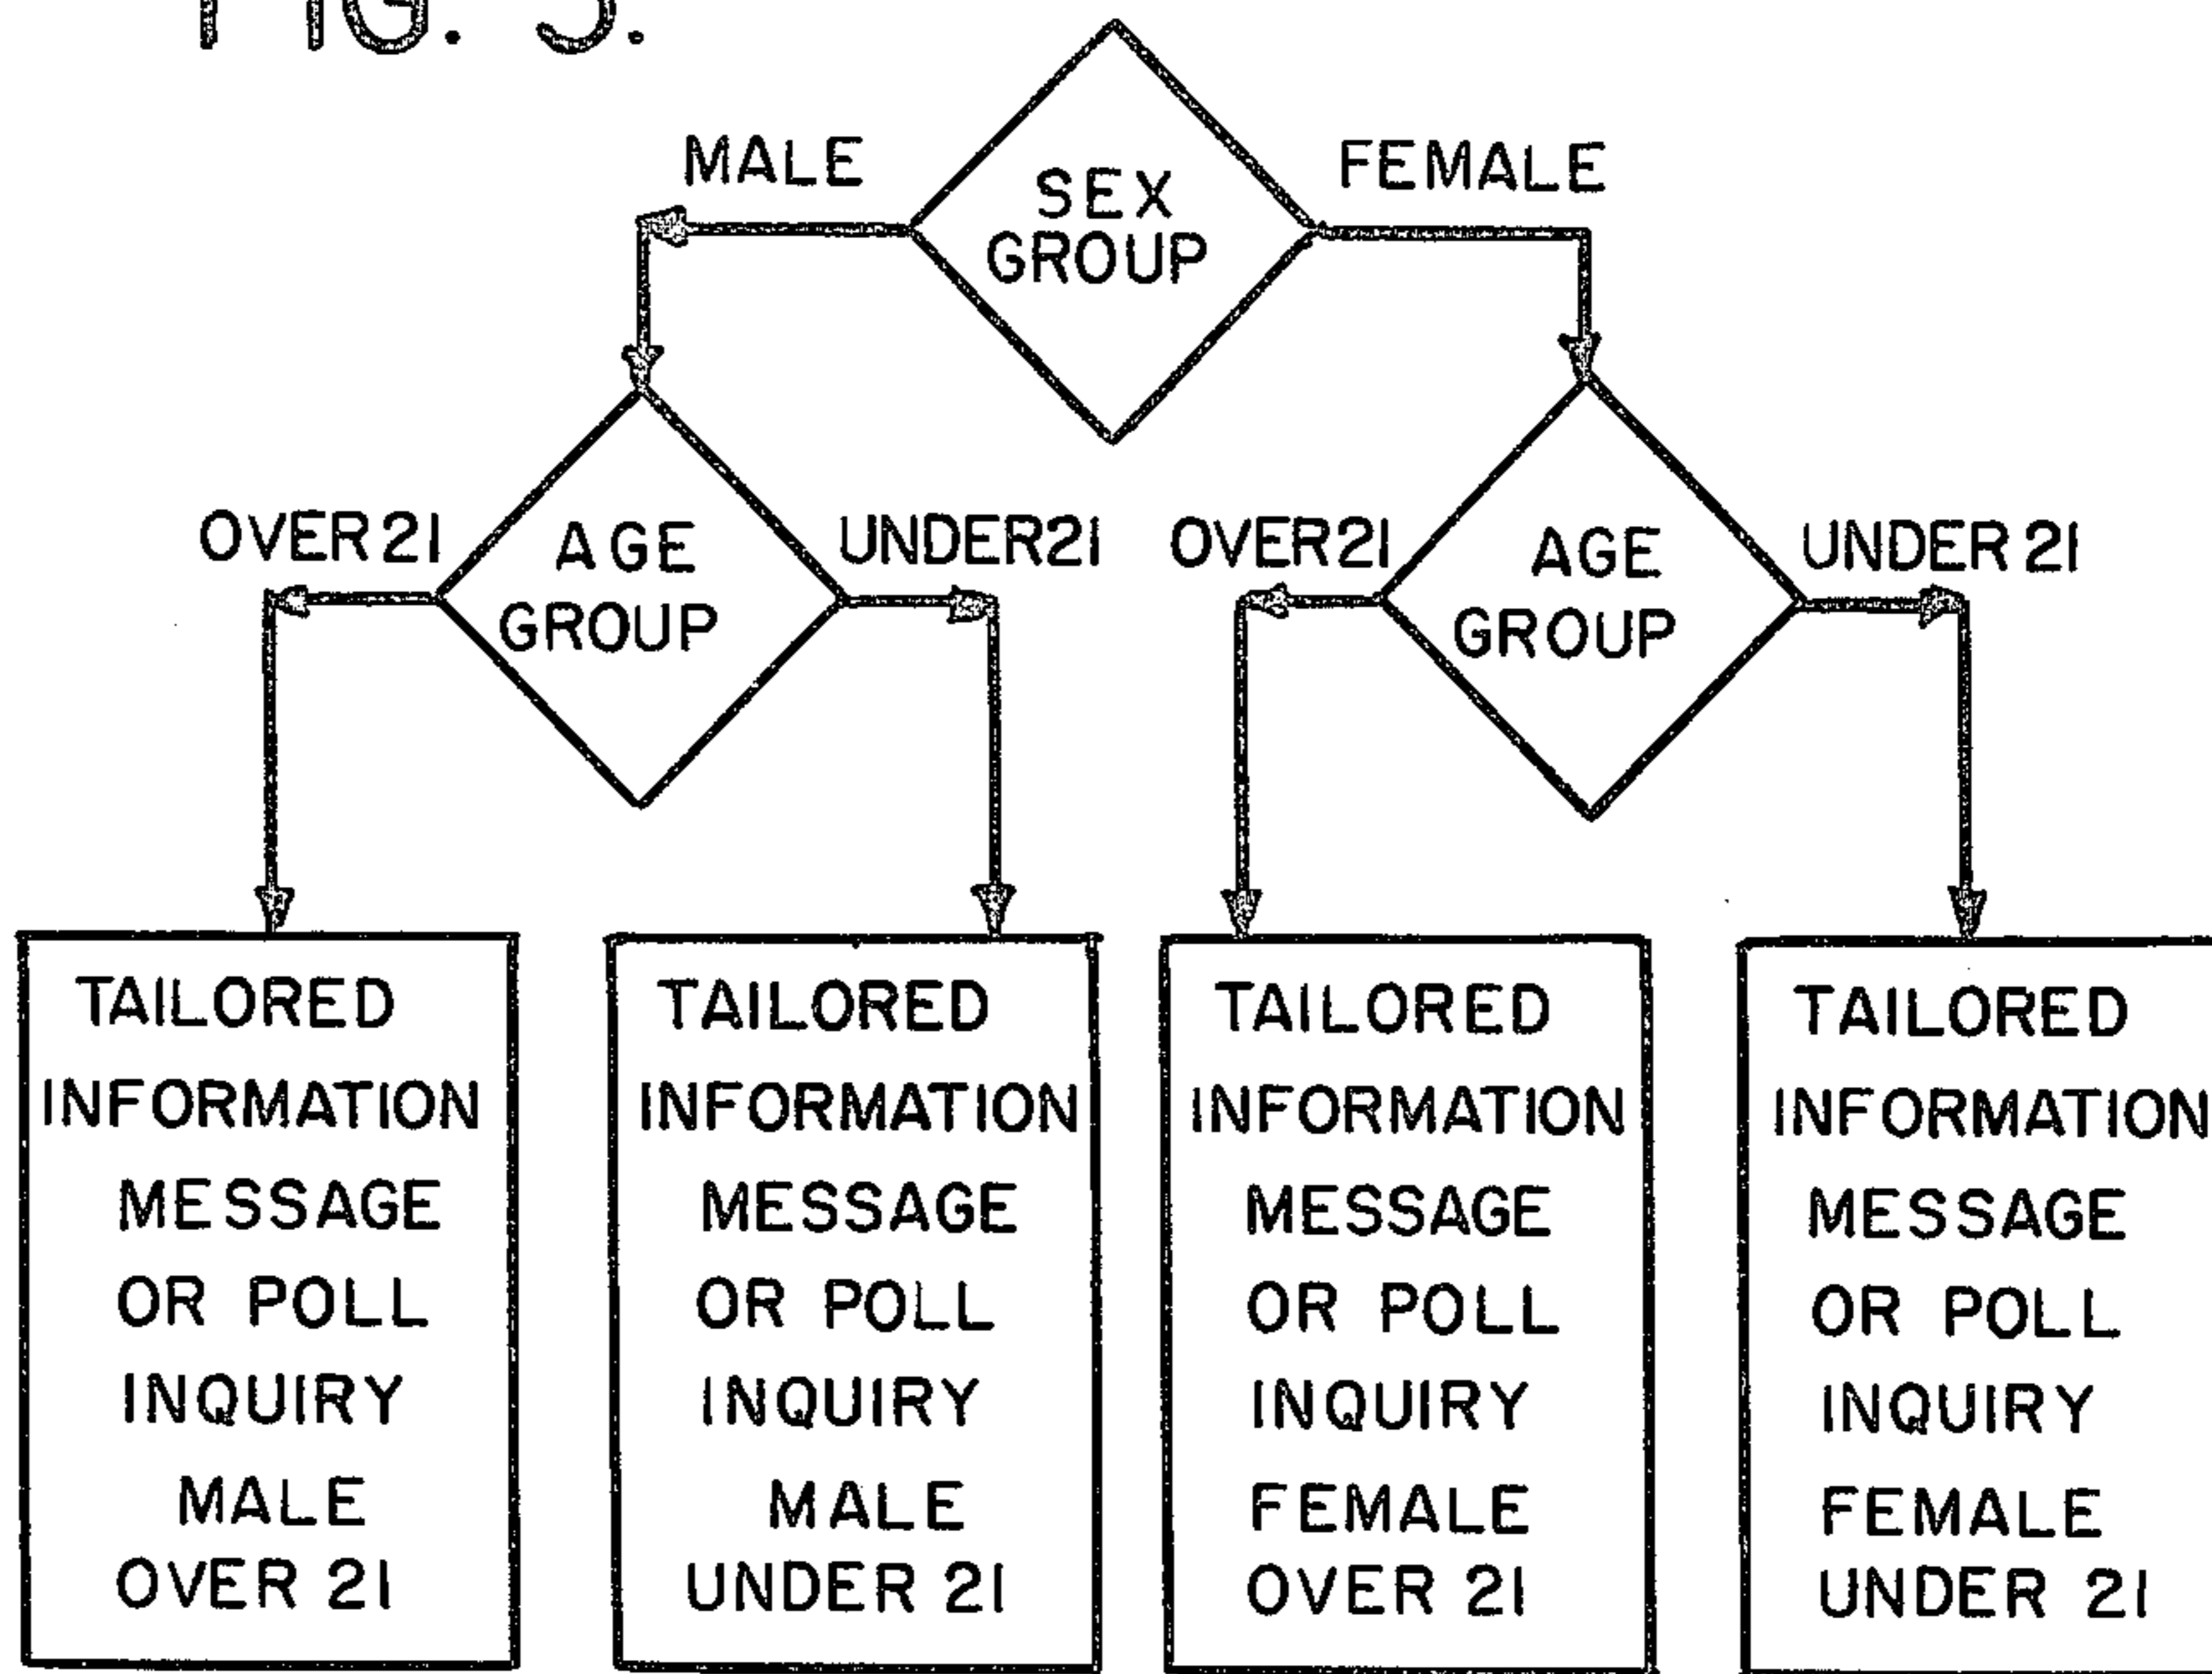 FIG. 5.
MALE
FEMALE
SEX
GROUP
OVER 21
AGE
GROUP
UNDER 21
OVER 21
AGE
GROUP
UNDER 21
TAILORED
INFORMATION
MESSAGE
OR POLL
INQUIRY
MALE
OVER 21
TAILORED
INFORMATION
MESSAGE
OR POLL
INQUIRY
MALE
UNDER 21
TAILORED
INFORMATION
MESSAGE
OR POLL
INQUIRY
FEMALE
OVER 21
TAILORED
INFORMATION
MESSAGE
OR POLL
INQUIRY
FEMALE
UNDER 21